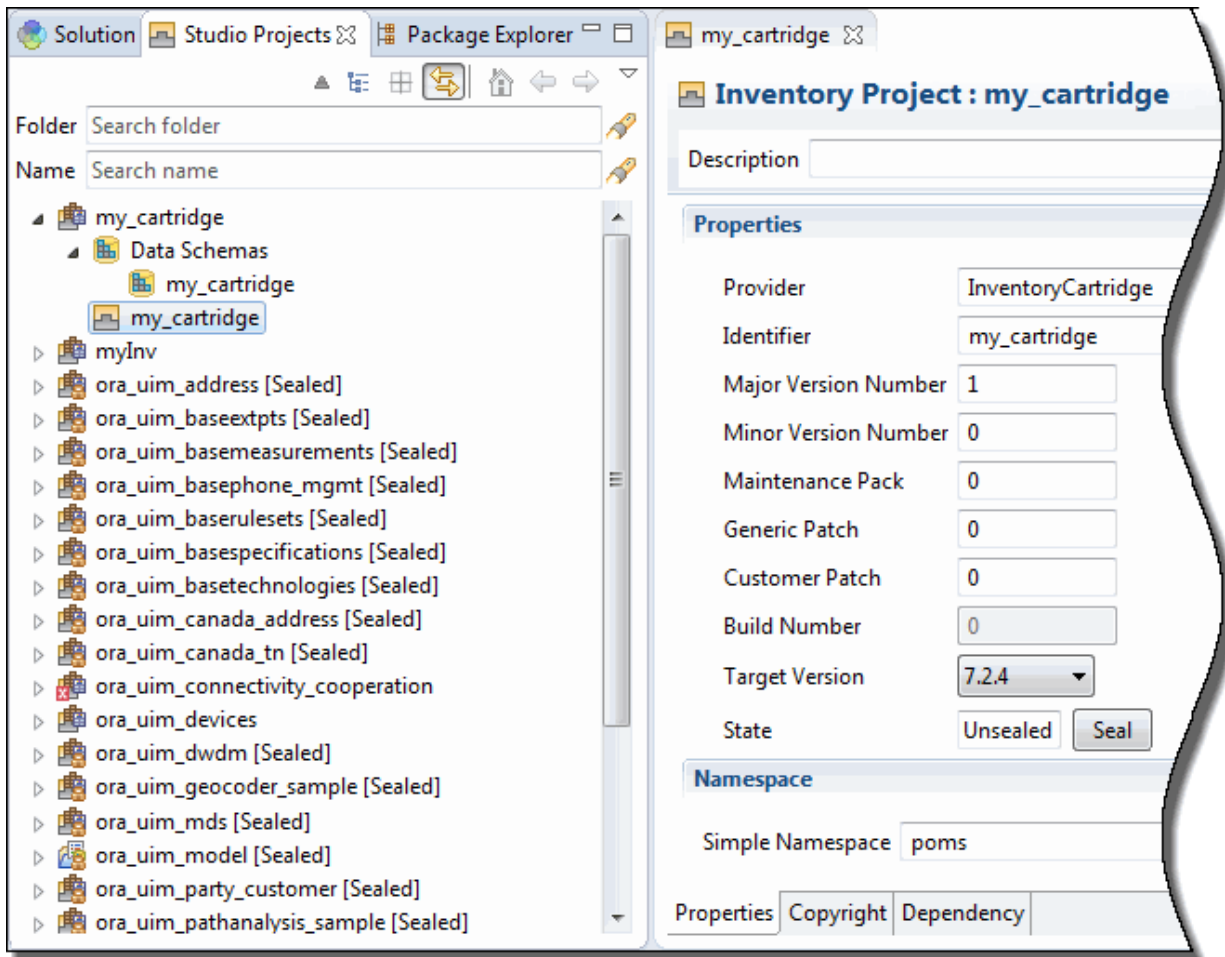 Solution Studio Projects Package Explorer
Folder Search folder
Name Search name
my_cartridge
Data Schemas
my_cartridge
my_cartridge
myInv
ora_uim_address [Sealed]
ora_uim_baseextpts [Sealed]
ora_uim_basemeasurements [Sealed]
ora_uim_basephone_mgmt [Sealed]
ora_uim_baserulesets [Sealed]
ora_uim_basespecifications [Sealed]
ora_uim_basetechnologies [Sealed]
ora_uim_canada_address [Sealed]
ora_uim_canada_tn [Sealed]
ora_uim_connectivity_cooperation
ora_uim_devices
ora_uim_dwdm [Sealed]
ora_uim_geocoder_sample [Sealed]
ora_uim_mds [Sealed]
ora_uim_model [Sealed]
ora_uim_party_customer [Sealed]
ora_uim_pathanalysis_sample [Sealed]
my_cartridge
Inventory Project : my_cartridge
Description
Properties
Provider InventoryCartridge
Identifier my_cartridge
Major Version Number 1
Minor Version Number 0
Maintenance Pack 0
Generic Patch 0
Customer Patch 0
Build Number 0
Target Version 7.2.4
State Unsealed Seal
Namespace
Simple Namespace poms
Properties Copyright Dependency